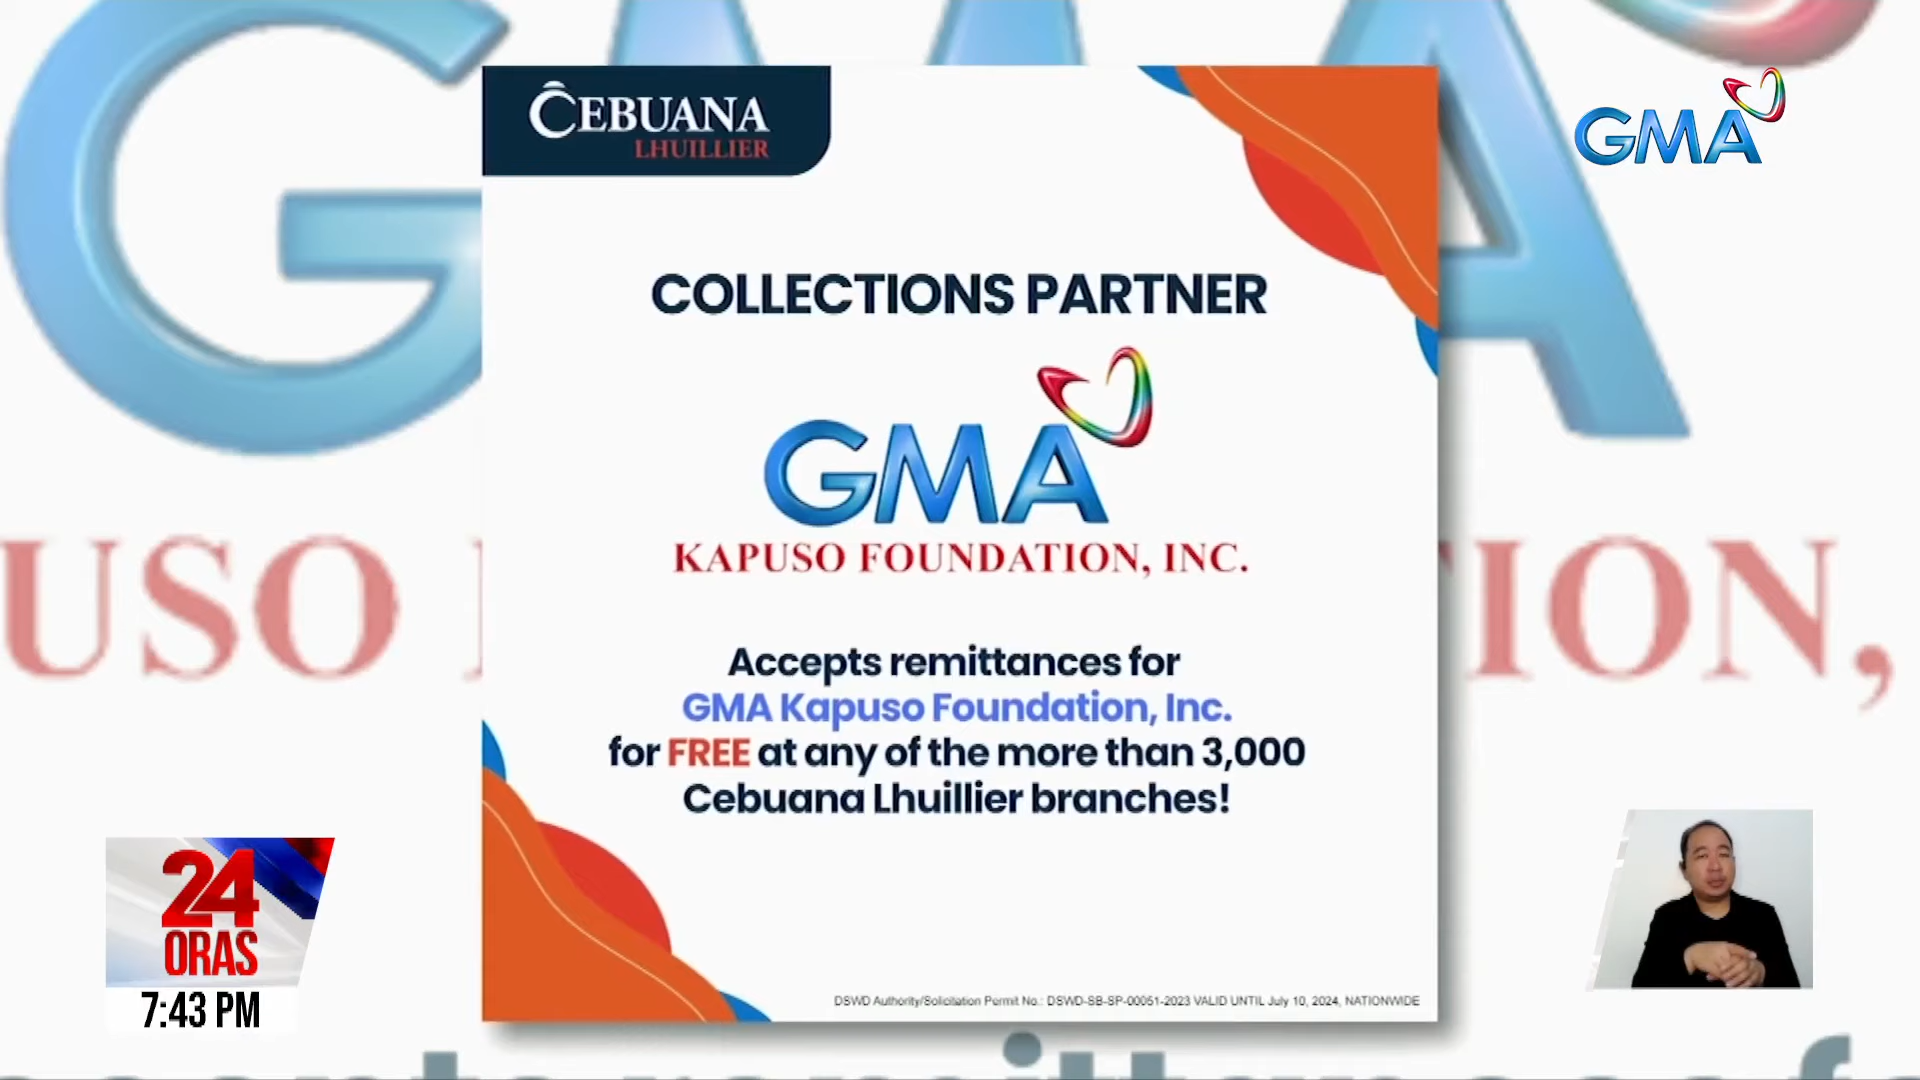 CEBUANA
LHUILLIER
GMA
COLLECTIONS PARTNER
GMA
KAPUSO FOUNDATION, INC.
Accepts remittances for
GMA Kapuso Foundation, Inc.
for FREE at any of the more than 3,000
Cebuana Lhuillier branches!
DSWD Authority/Solicitation Permit No.: DSWD-SB-SP-00051-2023 VALID UNTIL July 10, 2024, NATIONWIDE
24
ORAS
7:43 PM